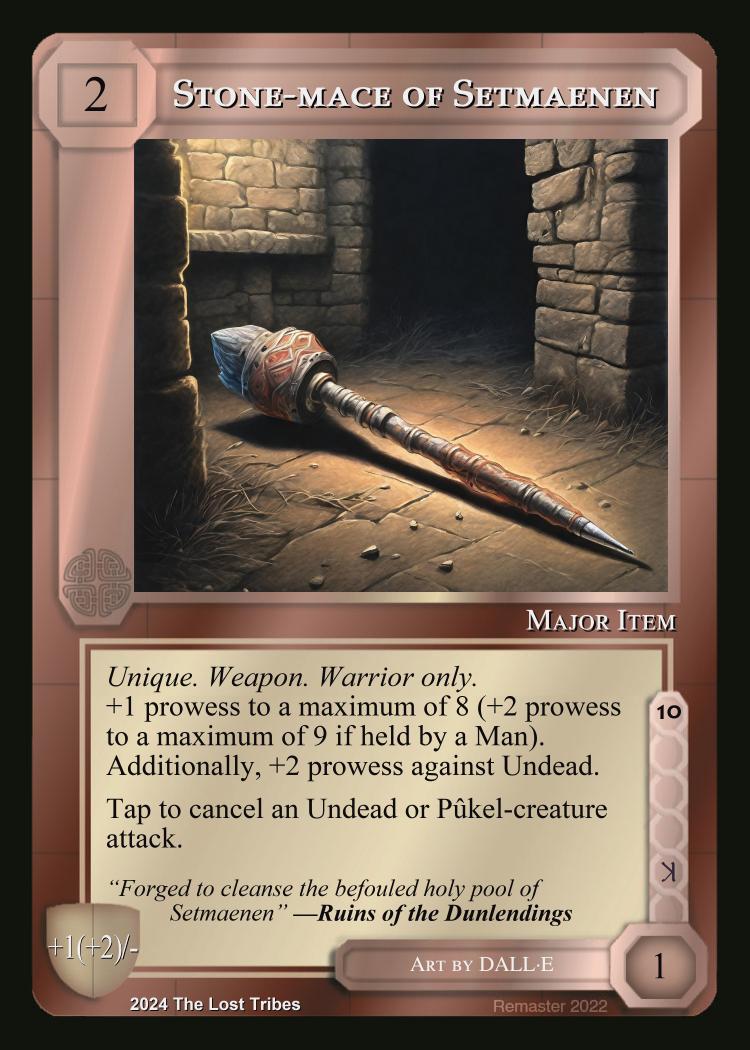 2
Stone-mace of Setmaenen
Major Item
Unique. Weapon. Warrior only.
+1 prowess to a maximum of 8 (+2 prowess
to a maximum of 9 if held by a Man).
Additionally, +2 prowess against Undead.
Tap to cancel an Undead or Pûkel-creature
attack.
“Forged to cleanse the befouled holy pool of
Setmaenen” —Ruins of the Dunlendings
10
+1(+2)/-
Art by DALL·E
1
2024 The Lost Tribes
Remaster 2022